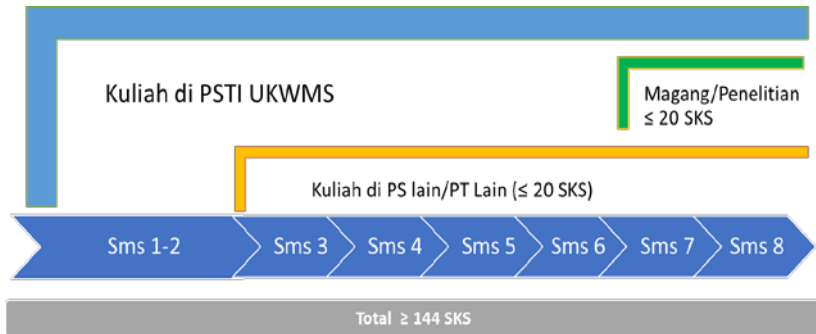 Kuliah di PSTI UKWMS
Magang/Penelitian
≤ 20 SKS
Kuliah di PS lain/PT Lain (≤ 20 SKS)
Sms 1-2
Sms 3
Sms 4
Sms 5
Sms 6
Sms 7
Sms 8
Total ≥ 144 SKS